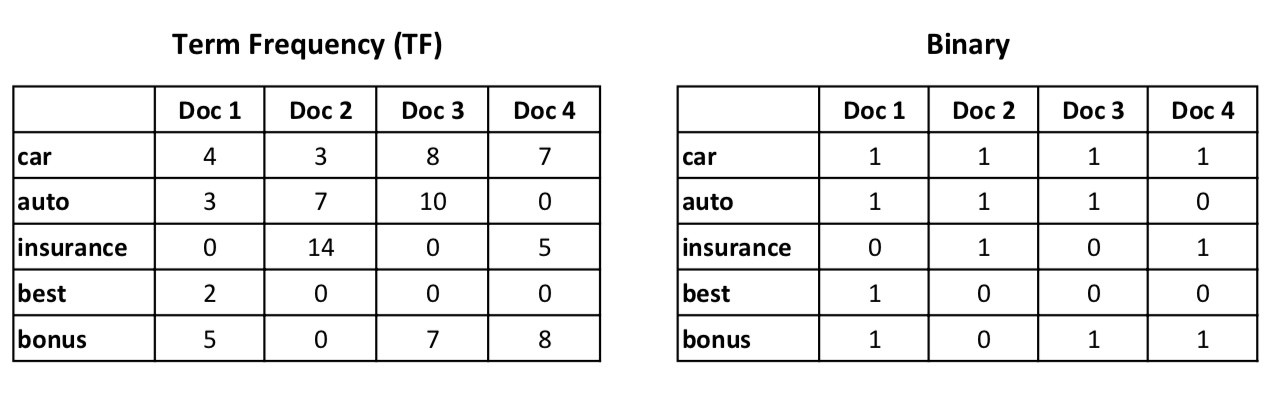 Term Frequency (TF)
Doc 1 Doc 2 Doc 3 Doc 4
car 4 3 8 7
auto 3 7 10 0
insurance 0 14 0 5
best 2 0 0 0
bonus 5 0 7 8
Binary
Doc 1 Doc 2 Doc 3 Doc 4
car 1 1 1 1
auto 1 1 1 0
insurance 0 1 0 1
best 1 0 0 0
bonus 1 0 1 1